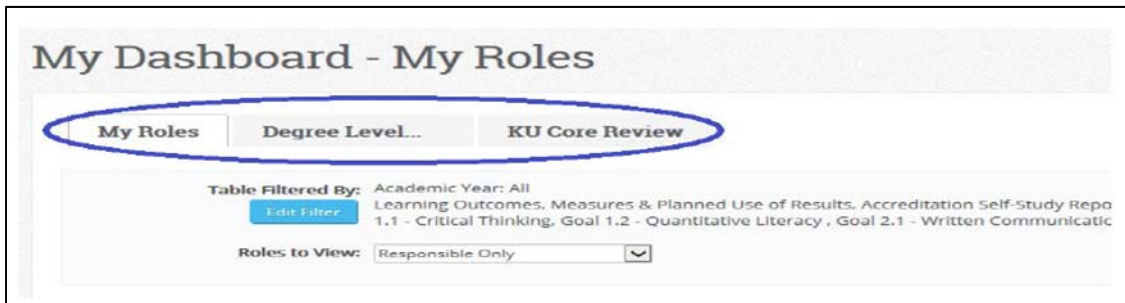 My Dashboard - My Roles
My Roles Degree Level... KU Core Review
Table Filtered By: Academic Year: All
Edit Filter Learning Outcomes, Measures & Planned Use of Results, Accreditation Self-Study Repo
1.1 - Critical Thinking, Goal 1.2 - Quantitative Literacy , Goal 2.1 - Written Communicatic
Roles to View: Responsible Only